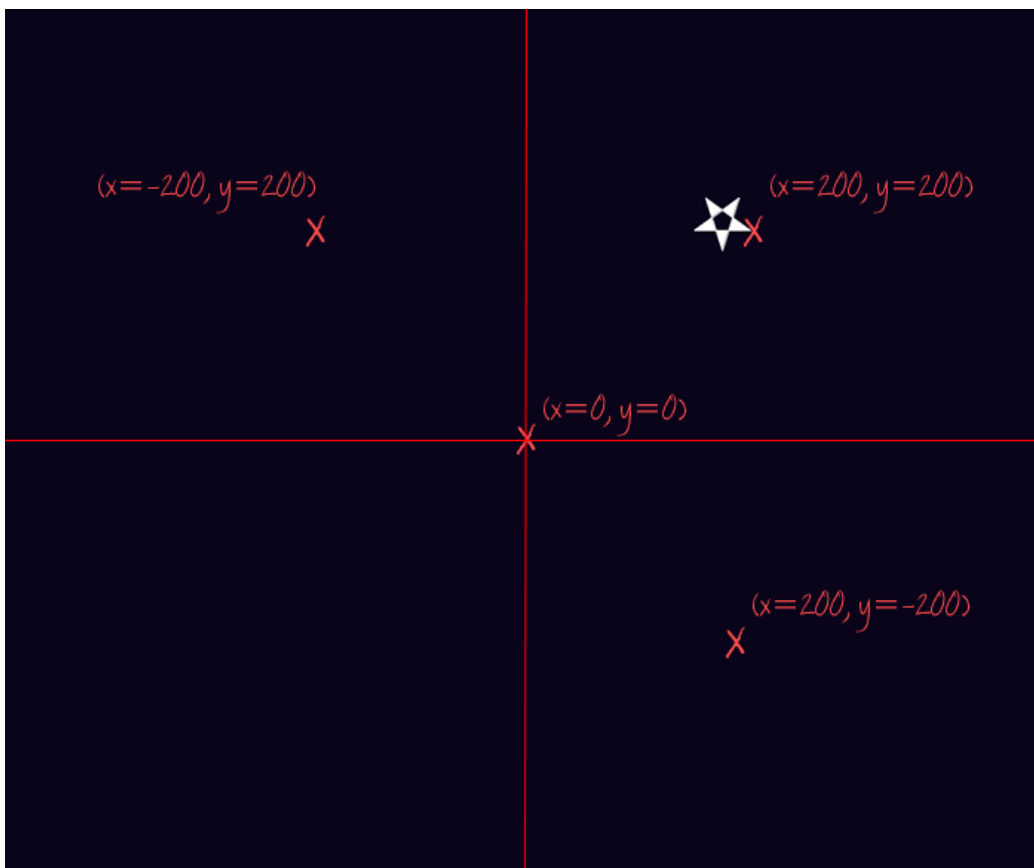 (x=-200, y=200)
(x=200, y=200)
X
X
(x=0, y=0)
X
(x=200, y=-200)
X